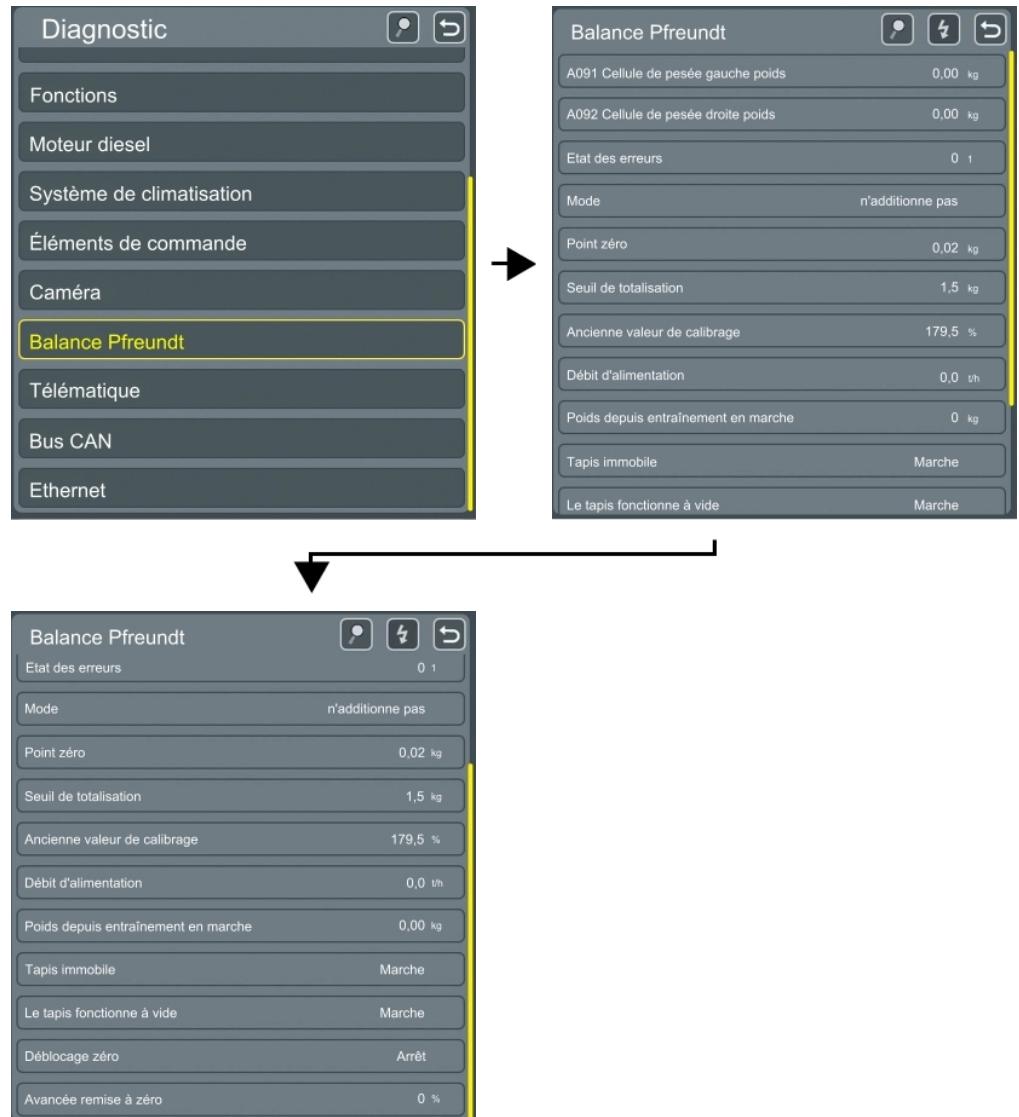 Diagnostic
Fonctions
Moteur diesel
Système de climatisation
Éléments de commande
Caméra
Balance Pfreundt
Télématique
Bus CAN
Ethernet
Balance Pfreundt
A091 Cellule de pesée gauche poids 0,00 kg
A092 Cellule de pesée droite poids 0,00 kg
Etat des erreurs 0 1
Mode n'additionne pas
Point zéro 0,02 kg
Seuil de totalisation 1,5 kg
Ancienne valeur de calibrage 179,5 %
Débit d'alimentation 0,0 t/h
Poids depuis entraînement en marche 0 kg
Tapis immobile Marche
Le tapis fonctionne à vide Marche
Balance Pfreundt
Etat des erreurs 0 1
Mode n'additionne pas
Point zéro 0,02 kg
Seuil de totalisation 1,5 kg
Ancienne valeur de calibrage 179,5 %
Débit d'alimentation 0,0 t/h
Poids depuis entraînement en marche 0,00 kg
Tapis immobile Marche
Le tapis fonctionne à vide Marche
Déblocage zéro Arrêt
Avancée remise à zéro 0 %